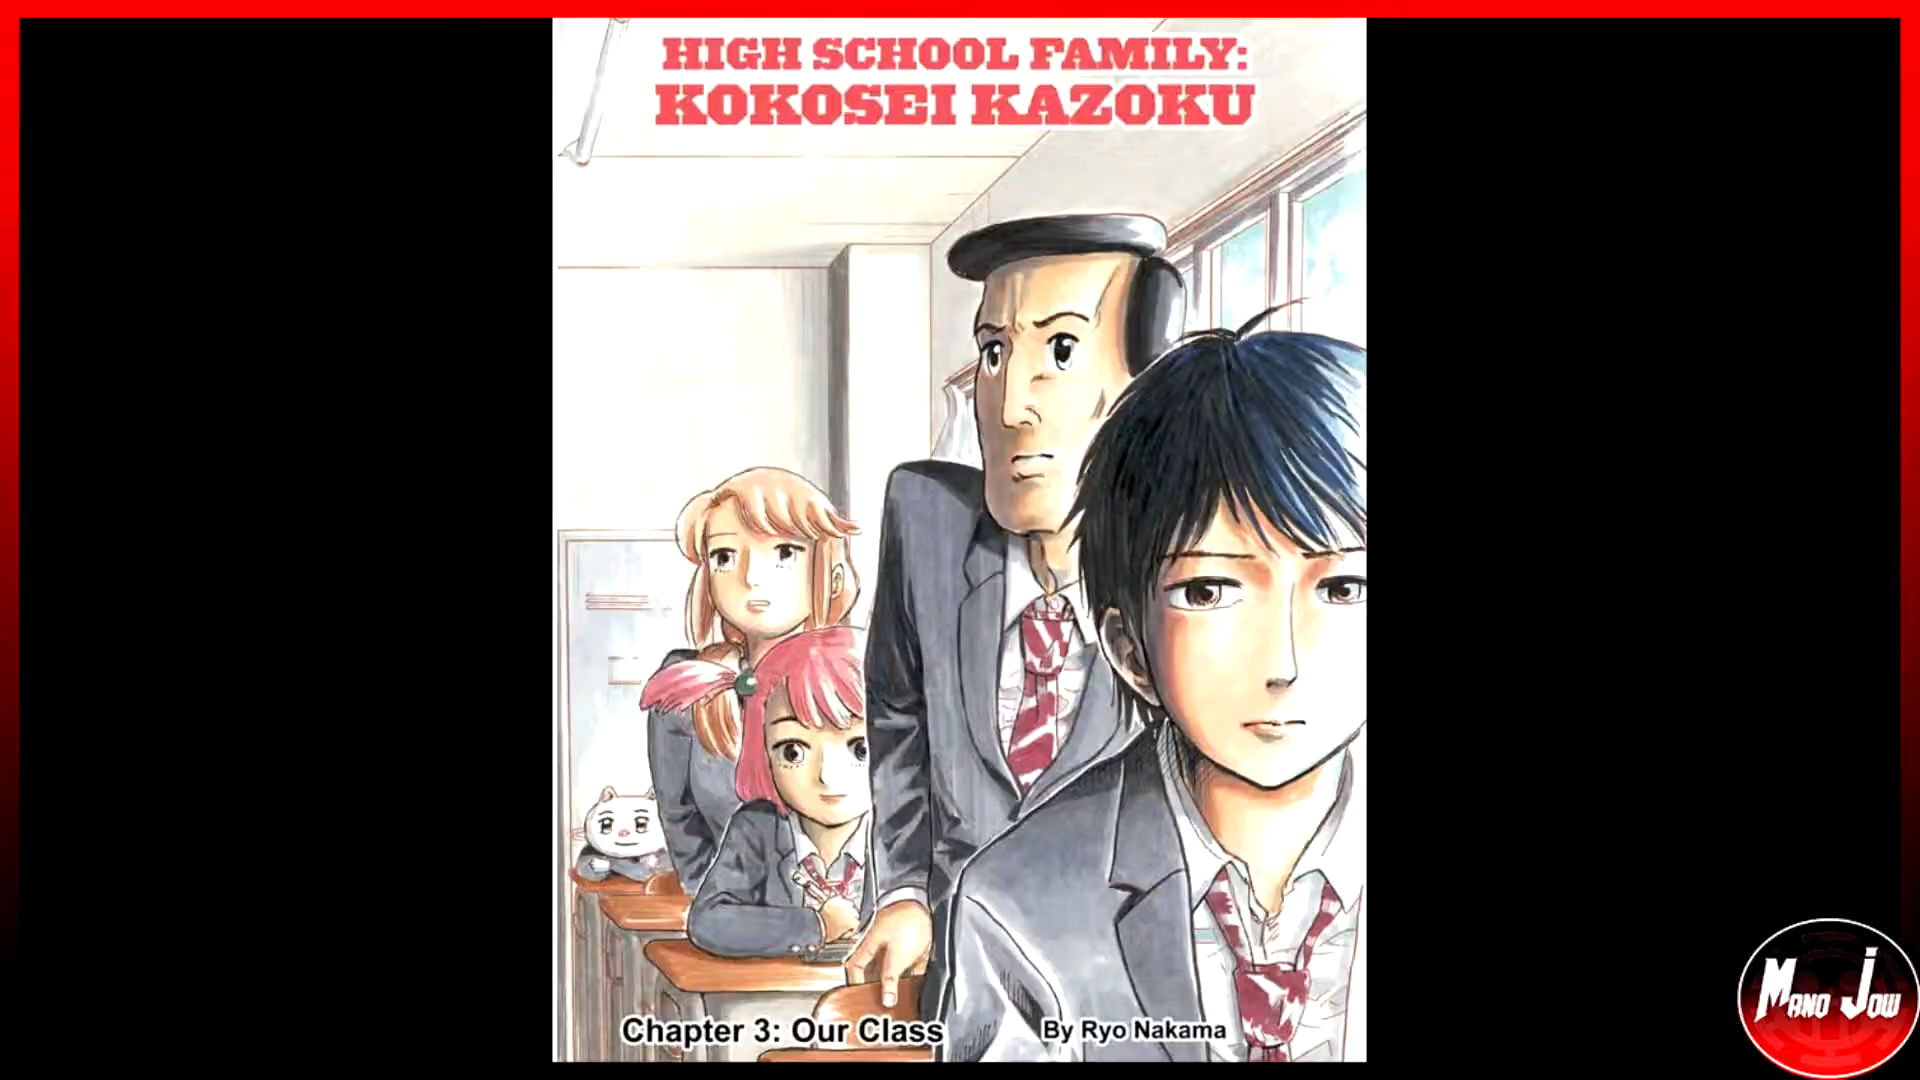 HIGH SCHOOL FAMILY:
KOKOSEI KAZOKU
Chapter 3: Our Class
By Ryo Nakama
MANO JOW